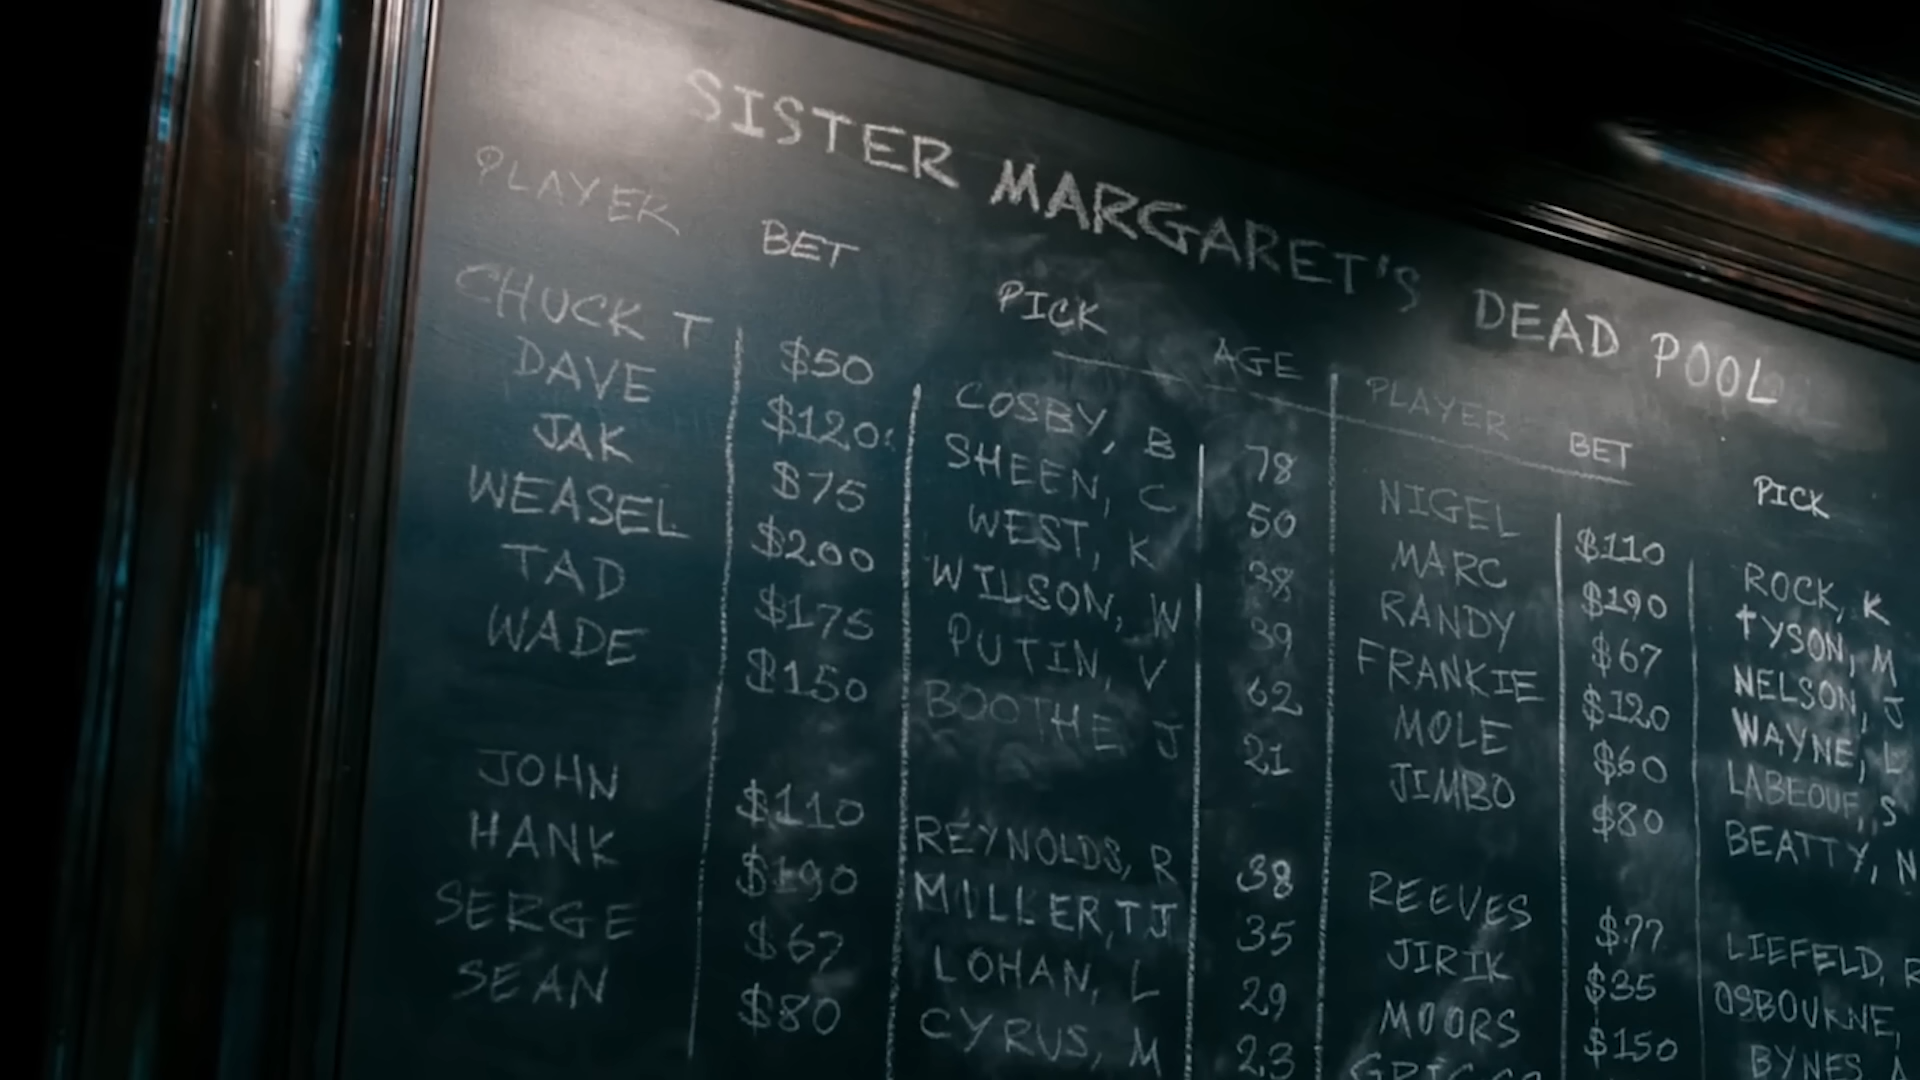 SISTER MARGARET'S DEAD POOL
PLAYER BET PICK AGE PLAYER BET PICK
CHUCK T $50 COSBY, B 78 NIGEL $110 ROCK, K
DAVE $120 SHEEN, C 50 MARC $190 TYSON, M
JAK $75 WEST, K 38 RANDY $67 NELSON, J
WEASEL $200 WILSON, W 39 FRANKIE $120 WAYNE, L
TAD $175 PUTIN, V 62 MOLE $60 LABEOUF, S
WADE $150 BOOTHE J 21 JIMBO $80 BEATTY, N
JOHN $110 REYNOLDS, R 38 REEVES $77 LIEFELD, R
HANK $190 MILLER, TJ 35 JIRIK $35 OSBOURNE,
SERGE $67 LOHAN, L 29 MOORS $150 BYNES, A
SEAN $80 CYRUS, M 23